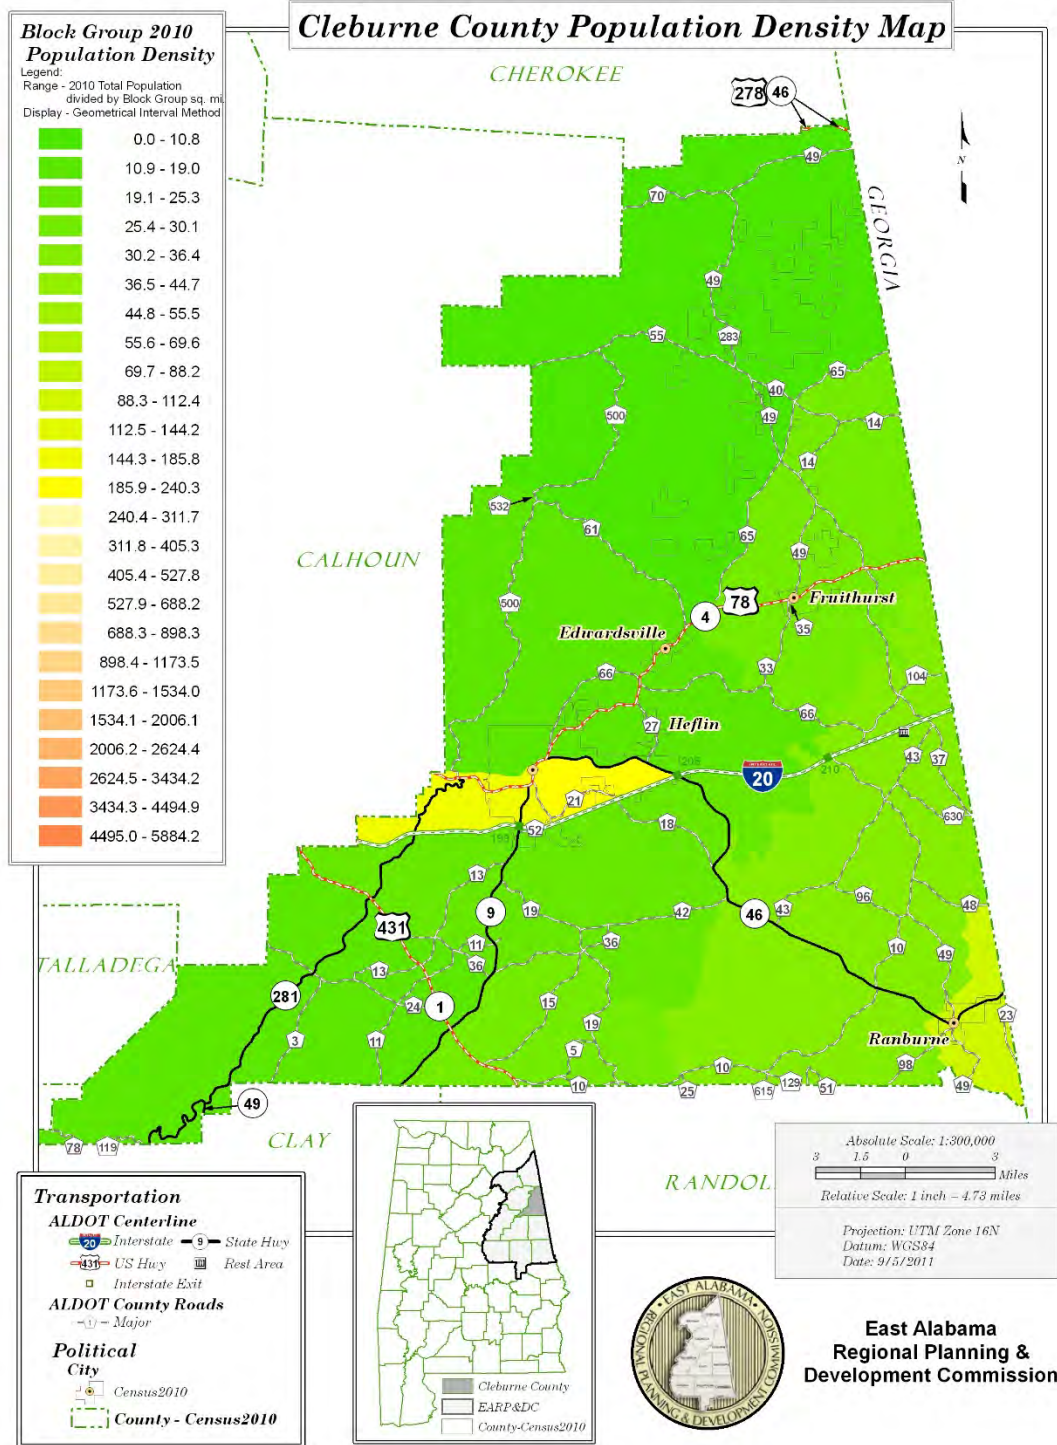 Cleburne County Population Density Map
Block Group 2010
Population Density
Legend:
Range - 2010 Total Population
divided by Block Group sq. mi.
Display - Geometrical Interval Method
0.0 - 10.8
10.9 - 19.0
19.1 - 25.3
25.4 - 30.1
30.2 - 36.4
36.5 - 44.7
44.8 - 55.5
55.6 - 69.6
69.7 - 88.2
88.3 - 112.4
112.5 - 144.2
144.3 - 185.8
185.9 - 240.3
240.4 - 311.7
311.8 - 405.3
405.4 - 527.8
527.9 - 688.2
688.3 - 898.3
898.4 - 1173.5
1173.6 - 1534.0
1534.1 - 2006.1
2006.2 - 2624.4
2624.5 - 3434.2
3434.3 - 4494.9
4495.0 - 5884.2
CHEROKEE
278 46
N
49
70
GEORGIA
49
55
283
65
40
500
49
14
14
532
61
65
49
CALHOUN
500
78
Fruithurst
4
35
Edwardsville
66
33
104
27
Heflin
66
43
37
20
210
21
52
18
630
13
9
19
42
46
43
96
48
431
11
36
10
49
TALLADEGA
13
36
281
24
1
15
23
3
11
19
Ranburne
5
98
10
10
49
25
615
129
51
49
78
119
CLAY
RANDOL
Absolute Scale: 1:300,000
3 1.5 0 3
Miles
Relative Scale: 1 inch = 4.73 miles
Projection: UTM Zone 16N
Datum: WGS84
Date: 9/5/2011
Transportation
ALDOT Centerline
20 Interstate 9 State Hwy
431 US Hwy Rest Area
Interstate Exit
ALDOT County Roads
1 Major
Political
City
Census2010
County - Census2010
Cleburne County
EARP&DC
County-Census2010
EAST ALABAMA
REGIONAL PLANNING & DEVELOPMENT COMMISSION
East Alabama
Regional Planning &
Development Commission